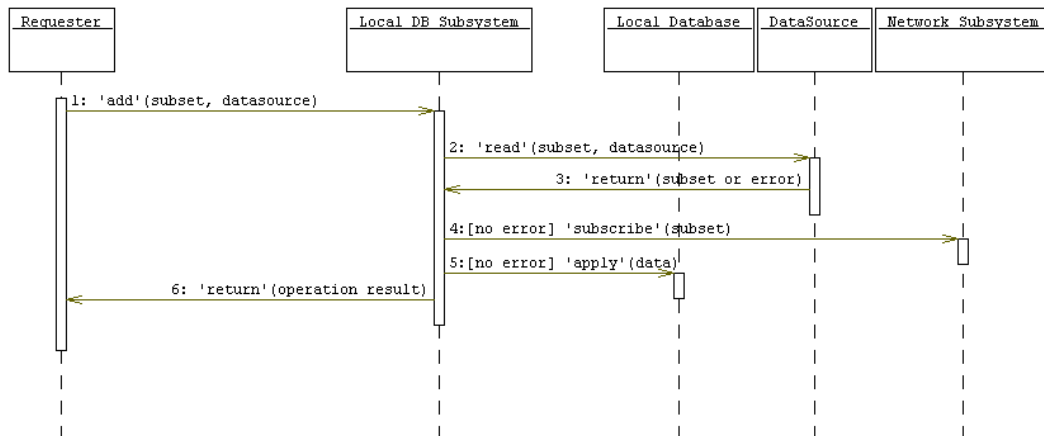 Requester
Local DB Subsystem
Local Database
DataSource
Network Subsystem
1: 'add'(subset, datasource)
2: 'read'(subset, datasource)
3: 'return'(subset or error)
4:[no error] 'subscribe'(subset)
5:[no error] 'apply'(data)
6: 'return'(operation result)